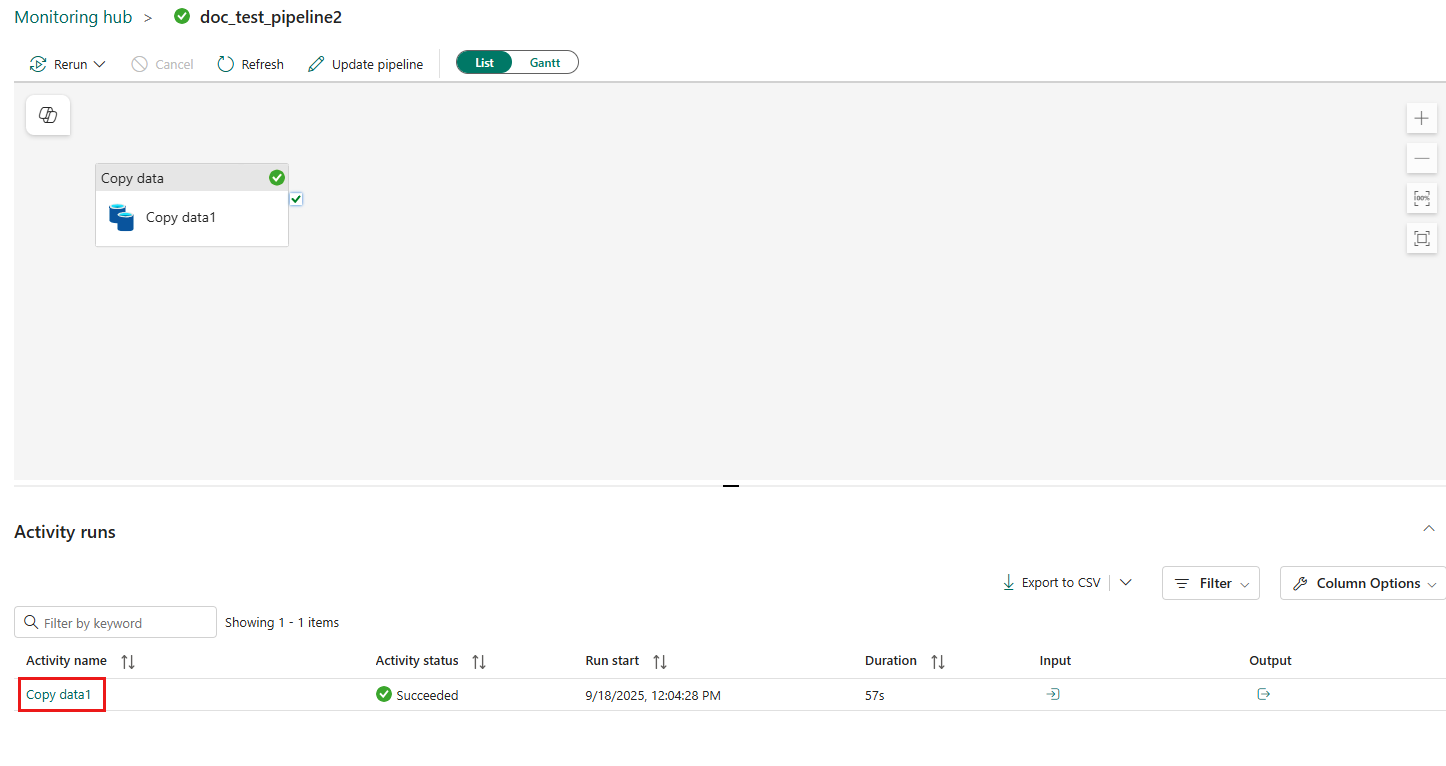 Monitoring hub > doc_test_pipeline2
Rerun Cancel Refresh Update pipeline List Gantt
Copy data
Copy data1
100%
Activity runs
Export to CSV Filter Column Options
Filter by keyword Showing 1 - 1 items
Activity name Activity status Run start Duration Input Output
Copy data1 Succeeded 9/18/2025, 12:04:28 PM 57s